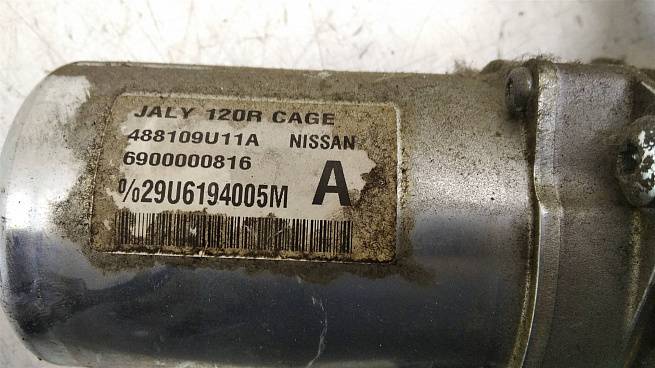 JALY 120R CAGE
488109U11A NISSAN
6900000816
A
%29U6194005M